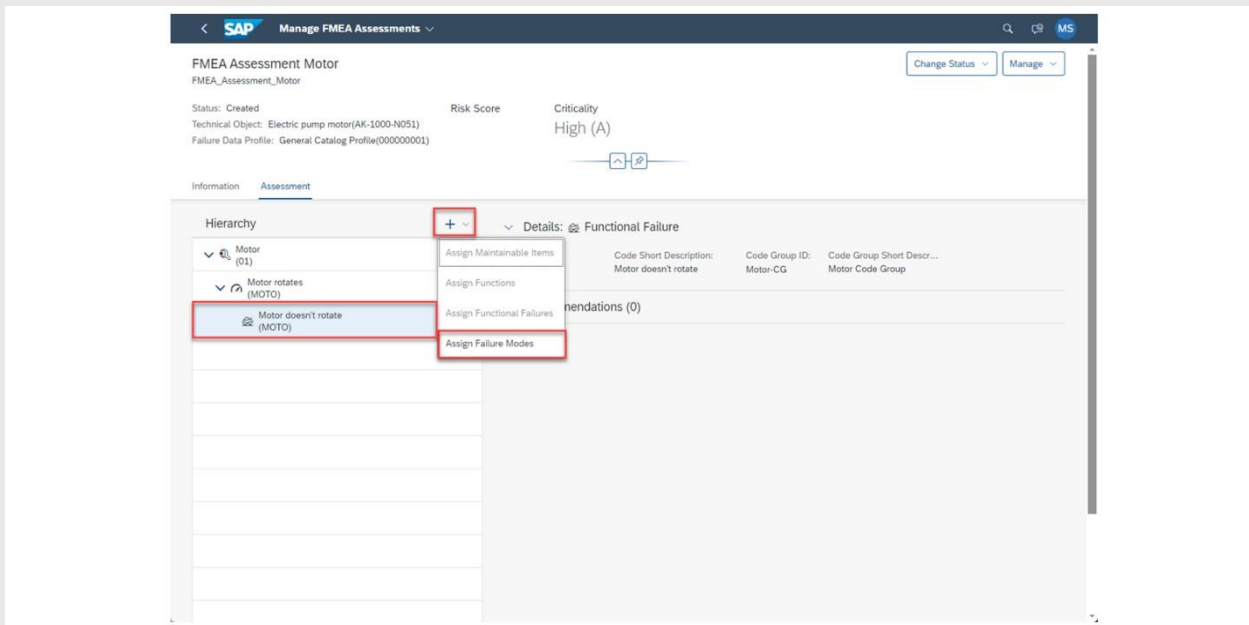 SAP Manage FMEA Assessments MS
FMEA Assessment Motor
Change Status Manage
FMEA_Assessment_Motor
Status: Created Risk Score Criticality
Technical Object: Electric pump motor(AK-1000-N051) High (A)
Failure Data Profile: General Catalog Profile(000000001)
Information Assessment
Hierarchy + Details: Functional Failure
Motor
(01)
Motor rotates
(MOTO)
Motor doesn't rotate
(MOTO)
Assign Maintainable Items
Assign Functions
Assign Functional Failures
Assign Failure Modes
Code Short Description: Code Group ID: Code Group Short Descr...
Motor doesn't rotate Motor-CG Motor Code Group
mendations (0)